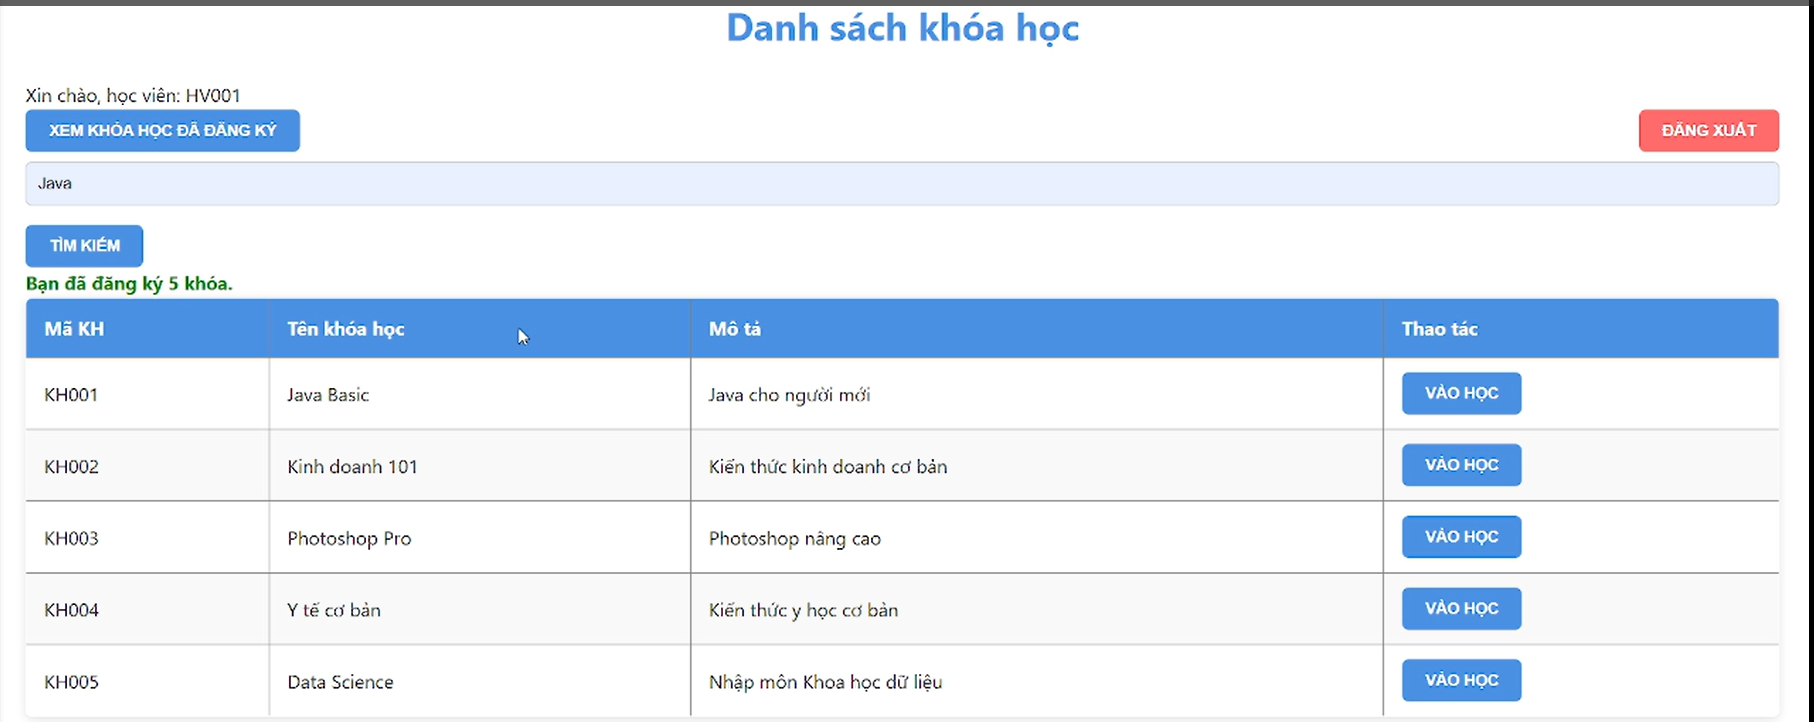 Danh sách khóa học
Xin chào, học viên: HV001
XEM KHÓA HỌC ĐÃ ĐĂNG KÝ
ĐĂNG XUẤT
Java
TÌM KIẾM
Bạn đã đăng ký 5 khóa.
Mã KH Tên khóa học Mô tả Thao tác
KH001 Java Basic Java cho người mới VÀO HỌC
KH002 Kinh doanh 101 Kiến thức kinh doanh cơ bản VÀO HỌC
KH003 Photoshop Pro Photoshop nâng cao VÀO HỌC
KH004 Y tế cơ bản Kiến thức y học cơ bản VÀO HỌC
KH005 Data Science Nhập môn Khoa học dữ liệu VÀO HỌC